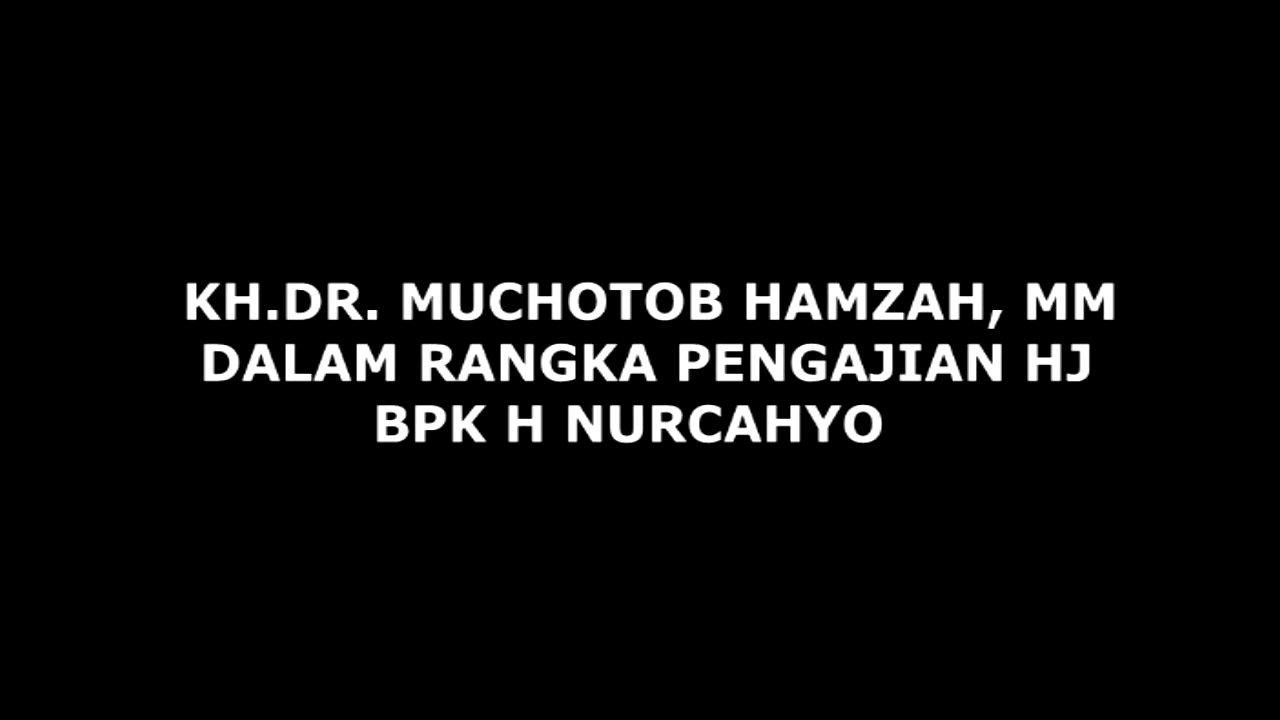 KH.DR. MUCHOTOB HAMZAH, MM
DALAM RANGKA PENGAJIAN HJ
BPK H NURCAHYO